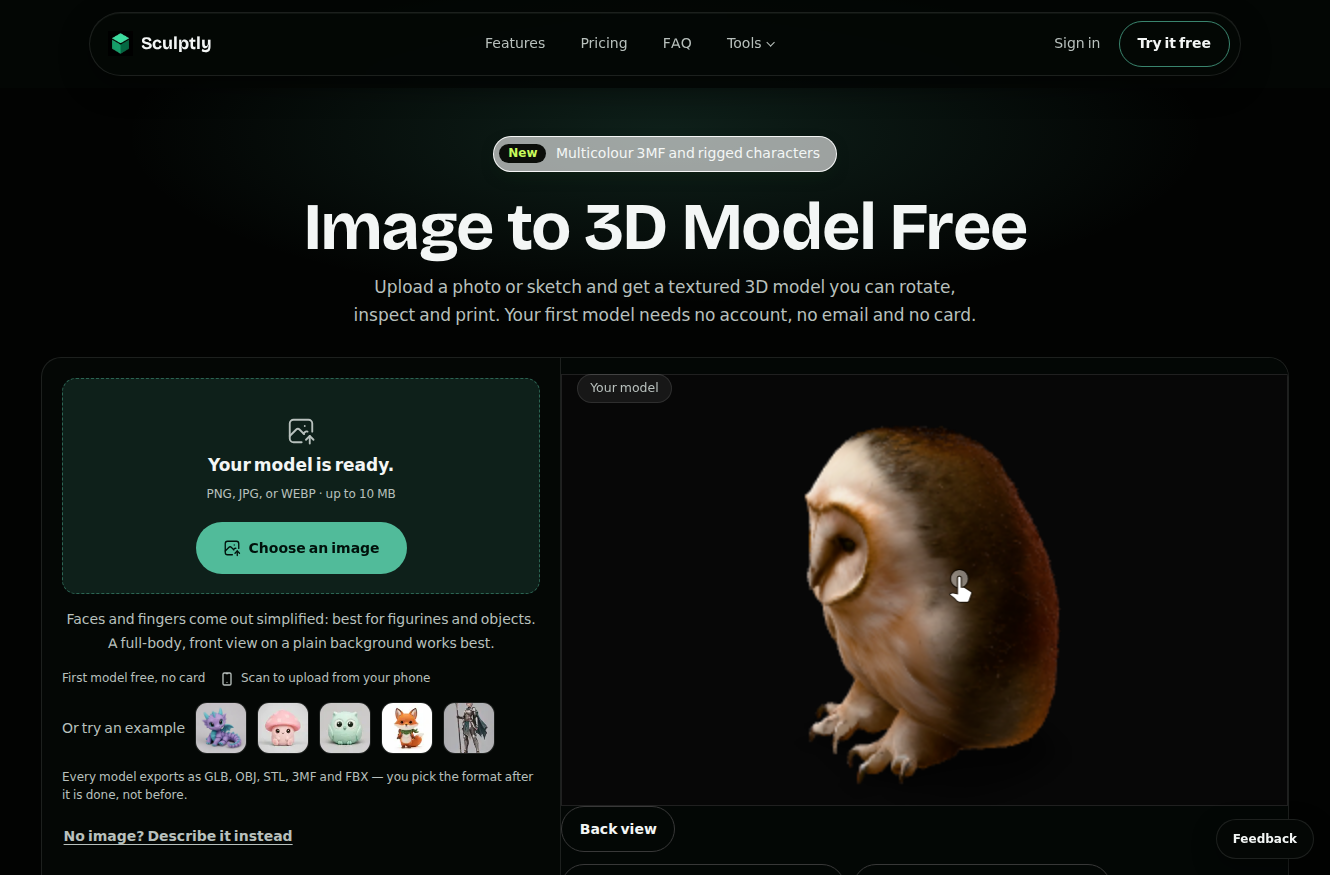 Sculptly
Features
Pricing
FAQ
Tools
Sign in
Try it free
New
Multicolour 3MF and rigged characters
Image to 3D Model Free
Upload a photo or sketch and get a textured 3D model you can rotate,
inspect and print. Your first model needs no account, no email and no card.
Your model is ready.
PNG, JPG, or WEBP · up to 10 MB
Choose an image
Faces and fingers come out simplified: best for figurines and objects.
A full-body, front view on a plain background works best.
First model free, no card
Scan to upload from your phone
Or try an example
Every model exports as GLB, OBJ, STL, 3MF and FBX — you pick the format after
it is done, not before.
No image? Describe it instead
Your model
Back view
Feedback